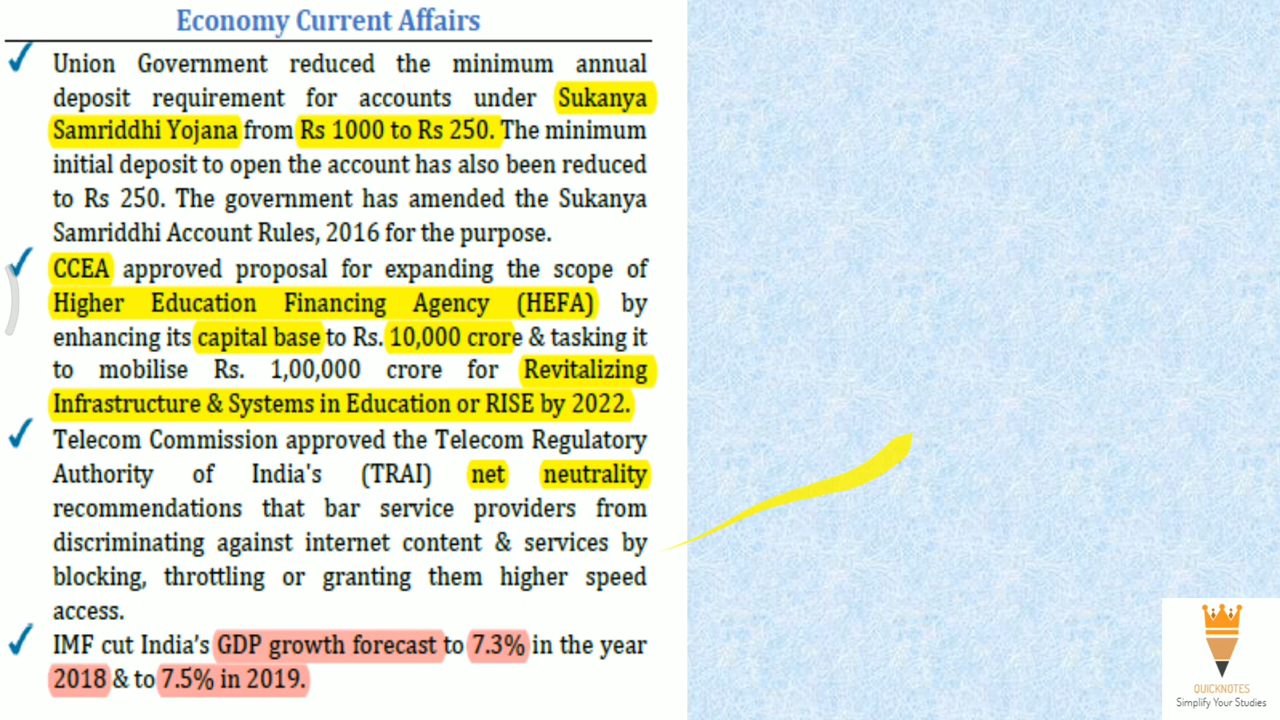 Economy Current Affairs
Union Government reduced the minimum annual
deposit requirement for accounts under Sukanya
Samriddhi Yojana from Rs 1000 to Rs 250. The minimum
initial deposit to open the account has also been reduced
to Rs 250. The government has amended the Sukanya
Samriddhi Account Rules, 2016 for the purpose.
CCEA approved proposal for expanding the scope of
Higher Education Financing Agency (HEFA) by
enhancing its capital base to Rs. 10,000 crore & tasking it
to mobilise Rs. 1,00,000 crore for Revitalizing
Infrastructure & Systems in Education or RISE by 2022.
Telecom Commission approved the Telecom Regulatory
Authority of India's (TRAI) net neutrality
recommendations that bar service providers from
discriminating against internet content & services by
blocking, throttling or granting them higher speed
access.
IMF cut India’s GDP growth forecast to 7.3% in the year
2018 & to 7.5% in 2019.
QUICKNOTES
Simplify Your Studies